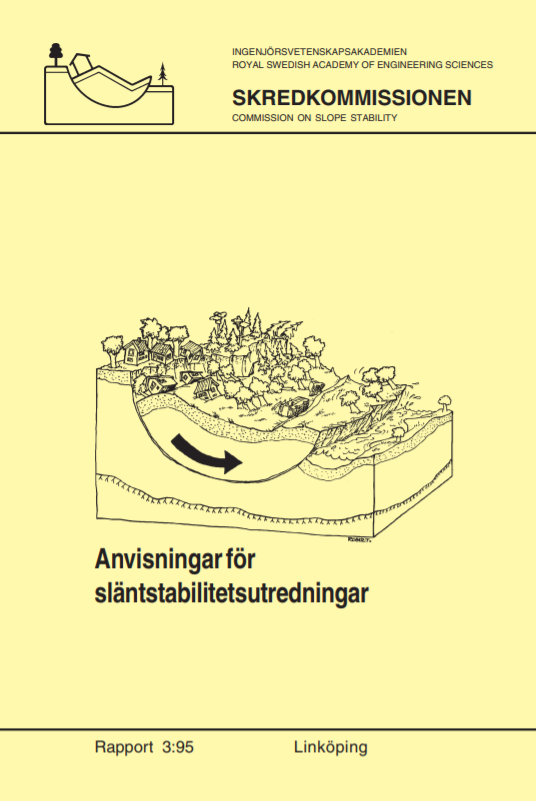 INGENJÖRSVETENSKAPSAKADEMIEN
ROYAL SWEDISH ACADEMY OF ENGINEERING SCIENCES
SKREDKOMMISSIONEN
COMMISSION ON SLOPE STABILITY
Anvisningar för
släntstabilitetsutredningar
Rapport 3:95 Linköping